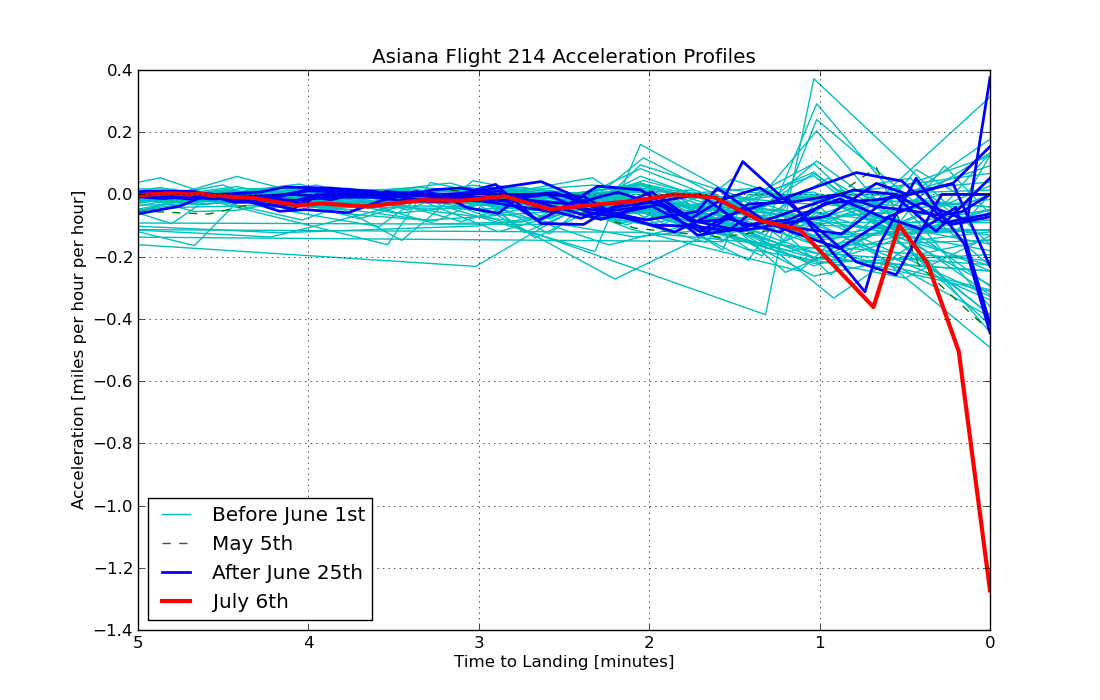 Asiana Flight 214 Acceleration Profiles
Acceleration [miles per hour per hour]
0.4
0.2
0.0
−0.2
−0.4
−0.6
−0.8
−1.0
−1.2
−1.4
Before June 1st
May 5th
After June 25th
July 6th
5 4 3 2 1 0
Time to Landing [minutes]